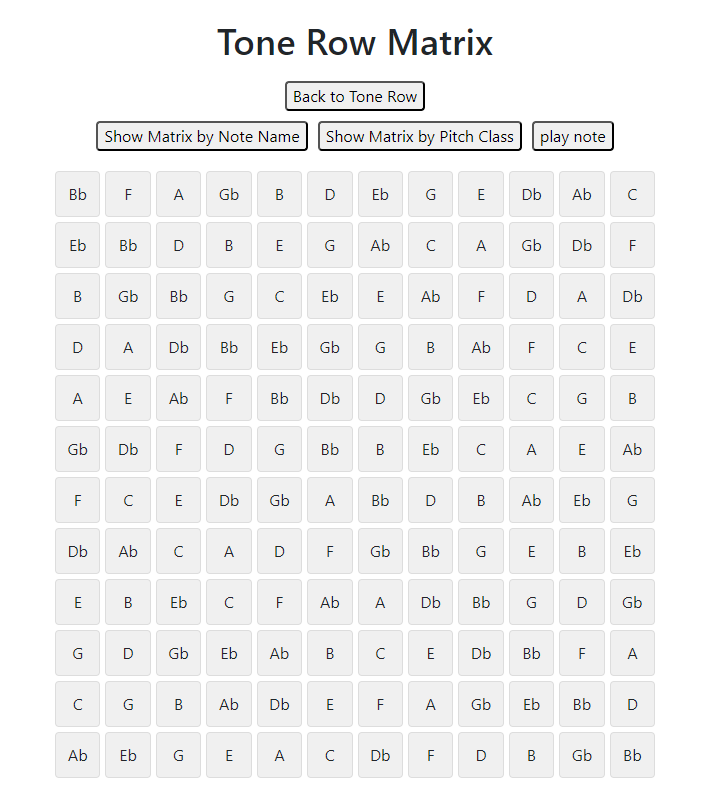 Tone Row Matrix
Back to Tone Row
Show Matrix by Note Name Show Matrix by Pitch Class play note
Bb F A Gb B D Eb G E Db Ab C
Eb Bb D B E G Ab C A Gb Db F
B Gb Bb G C Eb E Ab F D A Db
D A Db Bb Eb Gb G B Ab F C E
A E Ab F Bb Db D Gb Eb C G B
Gb Db F D G Bb B Eb C A E Ab
F C E Db Gb A Bb D B Ab Eb G
Db Ab C A D F Gb Bb G E B Eb
E B Eb C F Ab A Db Bb G D Gb
G D Gb Eb Ab B C E Db Bb F A
C G B Ab Db E F A Gb Eb Bb D
Ab Eb G E A C Db F D B Gb Bb